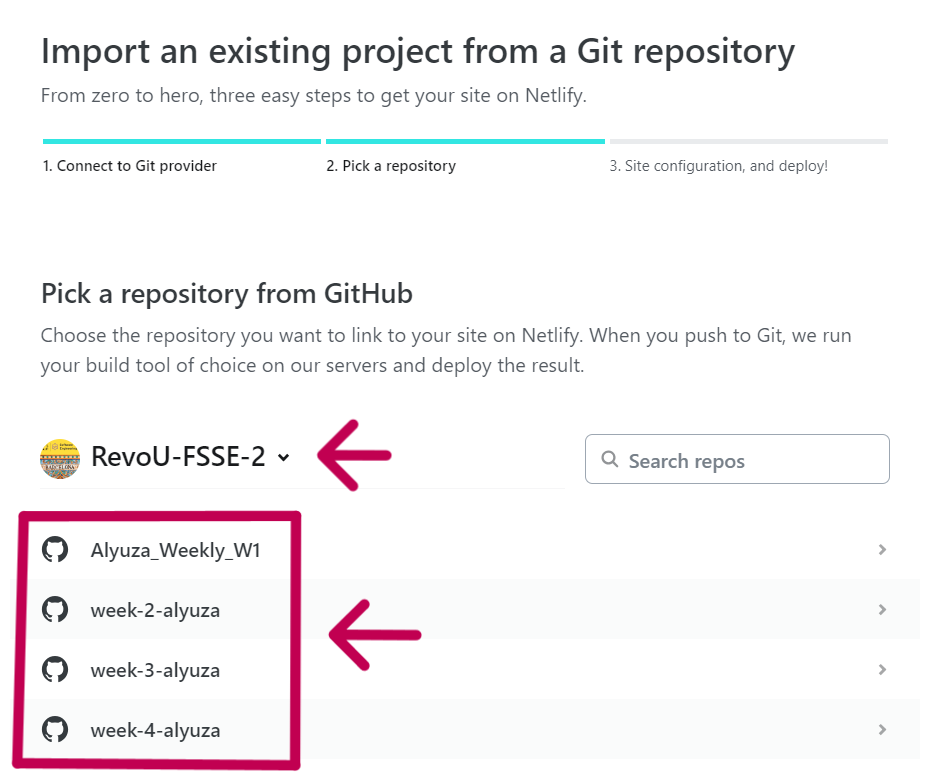 Import an existing project from a Git repository
From zero to hero, three easy steps to get your site on Netlify.
1. Connect to Git provider
2. Pick a repository
3. Site configuration, and deploy!
Pick a repository from GitHub
Choose the repository you want to link to your site on Netlify. When you push to Git, we run
your build tool of choice on our servers and deploy the result.
BARCELONA
RevoU-FSSE-2
Search repos
Alyuza_Weekly_W1
week-2-alyuza
week-3-alyuza
week-4-alyuza